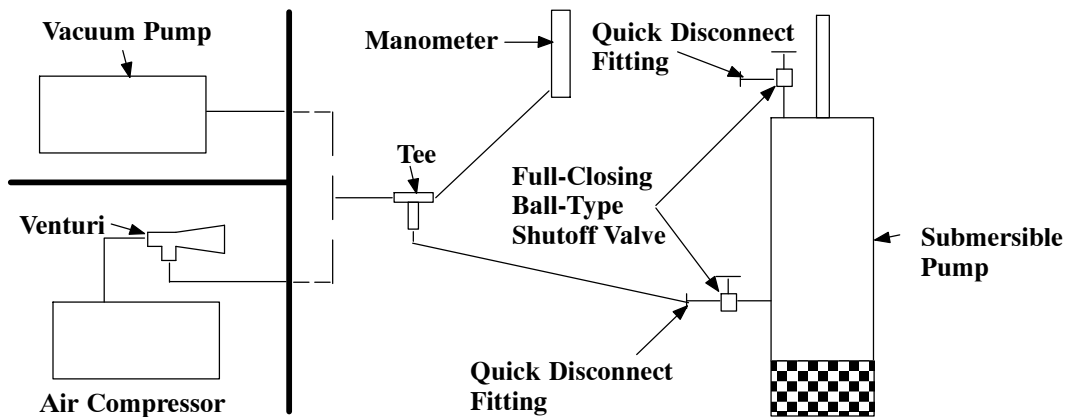 Vacuum Pump
Manometer
Quick Disconnect
Fitting
Tee
Full-Closing
Ball-Type
Shutoff Valve
Venturi
Submersible
Pump
Quick Disconnect
Fitting
Air Compressor